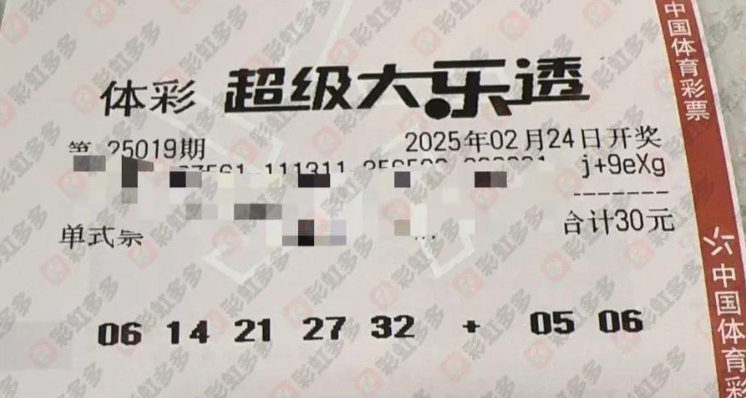 体彩 超级大乐透
第 25019期 2025年02月24日开奖
j+9eXg
单式票 合计30元
06 14 21 27 32 + 05 06
中国体育彩票
中国体育彩
彩虹多多